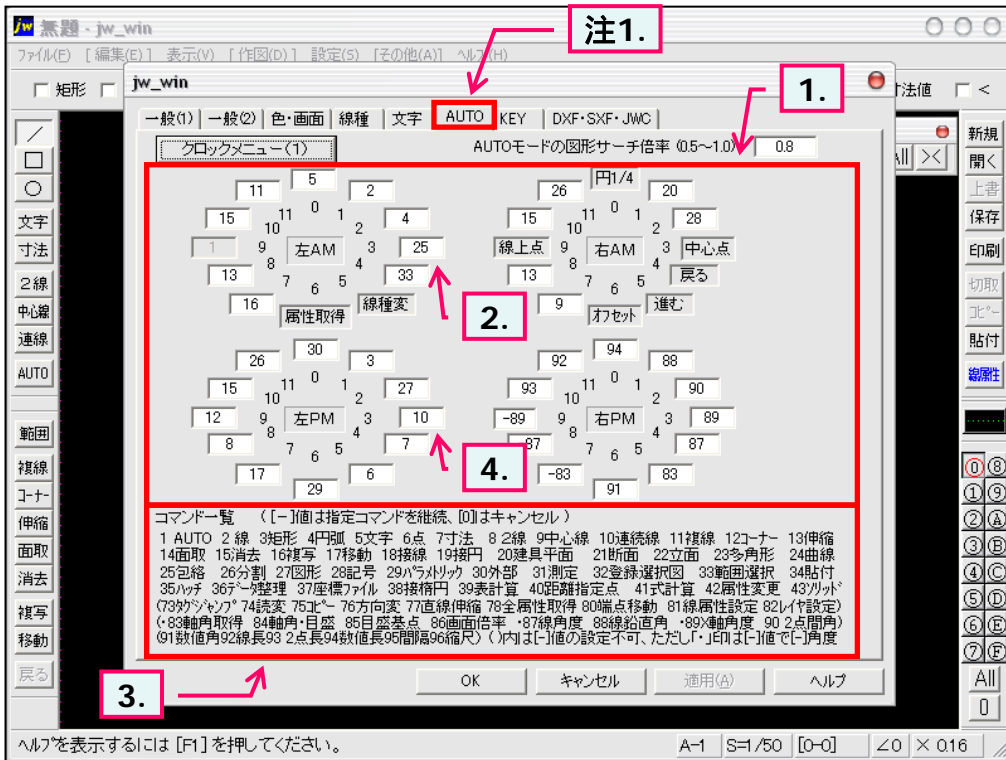 jw 無題 - jw_win
注1.
ファイル(F) [編集(E)] 表示(V) [作図(D)] 設定(S) [その他(A)] ヘルプ(H)
矩形
寸法値
<
jw_win
1.
一般(1) 一般(2) 色・画面 線種 文字 AUTO KEY DXF・SXF・JWC
クロックメニュー(1)
AUTOモードの図形サーチ倍率 (0.5～1.0) 0.8
5
11 2
15 4
1 25
13 33
16 線種変
属性取得
0 1 2 3 4 5 6 7 8 9 10 11
左AM
円1/4
26 20
15 28
線上点 中心点
13 戻る
9 進む
オフセット
0 1 2 3 4 5 6 7 8 9 10 11
右AM
2.
30
26 3
15 27
12 10
8 7
17 6
29
0 1 2 3 4 5 6 7 8 9 10 11
左PM
94
92 88
93 90
-89 89
-87 87
-83 83
91
0 1 2 3 4 5 6 7 8 9 10 11
右PM
4.
コマンド一覧 ([-]値は指定コマンドを継続、[0]はキャンセル)
1 AUTO 2 線 3矩形 4円弧 5文字 6点 7寸法 8 2線 9中心線 10連続線 11複線 12コーナー 13伸縮
14面取 15消去 16複写 17移動 18接線 19接円 20建具平面 21断面 22立面 23多角形 24曲線
25包絡 26分割 27図形 28記号 29パラメトリック 30外部 31測定 32登録選択図 33範囲選択 34貼付
35ハッチ 36データ整理 37座標ファイル 38接楕円 39表計算 40距離指定点 41式計算 42属性変更 43ソリッド
(73タグジャンプ 74読変 75コピー 76方向変 77直線伸縮 78全属性取得 80端点移動 81線属性設定 82レイヤ設定)
(・83軸角取得 84軸角・目盛 85目盛基点 86画面倍率 ・87線角度 88線鉛直角 ・89X軸角度 90 2点間角)
(91数値角92線長93 2点長94数値長95間隔96縮尺) ()内は[-]値の設定不可、ただし「・」印は[-]値で[-]角度
3.
OK キャンセル 適用(A) ヘルプ
／
□
○
文字
寸法
2線
中心線
連線
AUTO
範囲
複線
コーナー
伸縮
面取
消去
複写
移動
戻る
All ><
新規
開く
上書
保存
印刷
切取
コピー
貼付
線属性
0 8
1 9
2 A
3 B
4 C
5 D
6 E
7 F
All
0
ヘルプを表示するには [F1] を押してください。
A-1 S=1/50 [0-0] ∠0 × 0.16